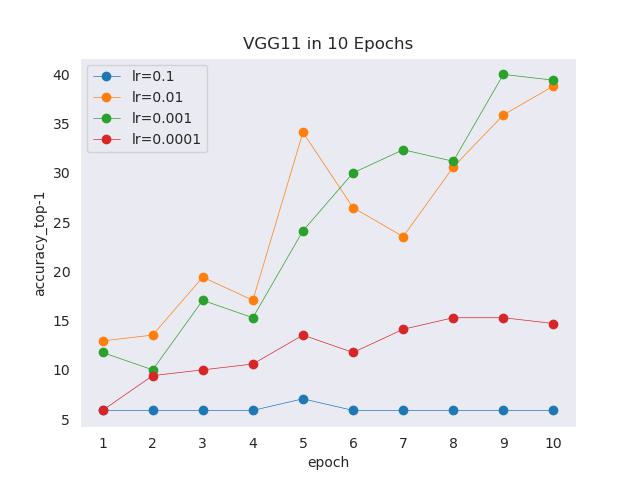 VGG11 in 10 Epochs
lr=0.1
lr=0.01
lr=0.001
lr=0.0001
accuracy_top-1
40
35
30
25
20
15
10
5
1 2 3 4 5 6 7 8 9 10
epoch